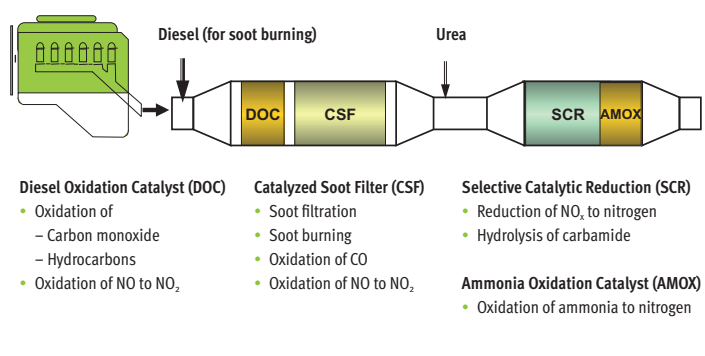 Diesel (for soot burning)
Urea
DOC
CSF
SCR
AMOX
Diesel Oxidation Catalyst (DOC)
• Oxidation of
– Carbon monoxide
– Hydrocarbons
• Oxidation of NO to NO₂
Catalyzed Soot Filter (CSF)
• Soot filtration
• Soot burning
• Oxidation of CO
• Oxidation of NO to NO₂
Selective Catalytic Reduction (SCR)
• Reduction of NOₓ to nitrogen
• Hydrolysis of carbamide
Ammonia Oxidation Catalyst (AMOX)
• Oxidation of ammonia to nitrogen